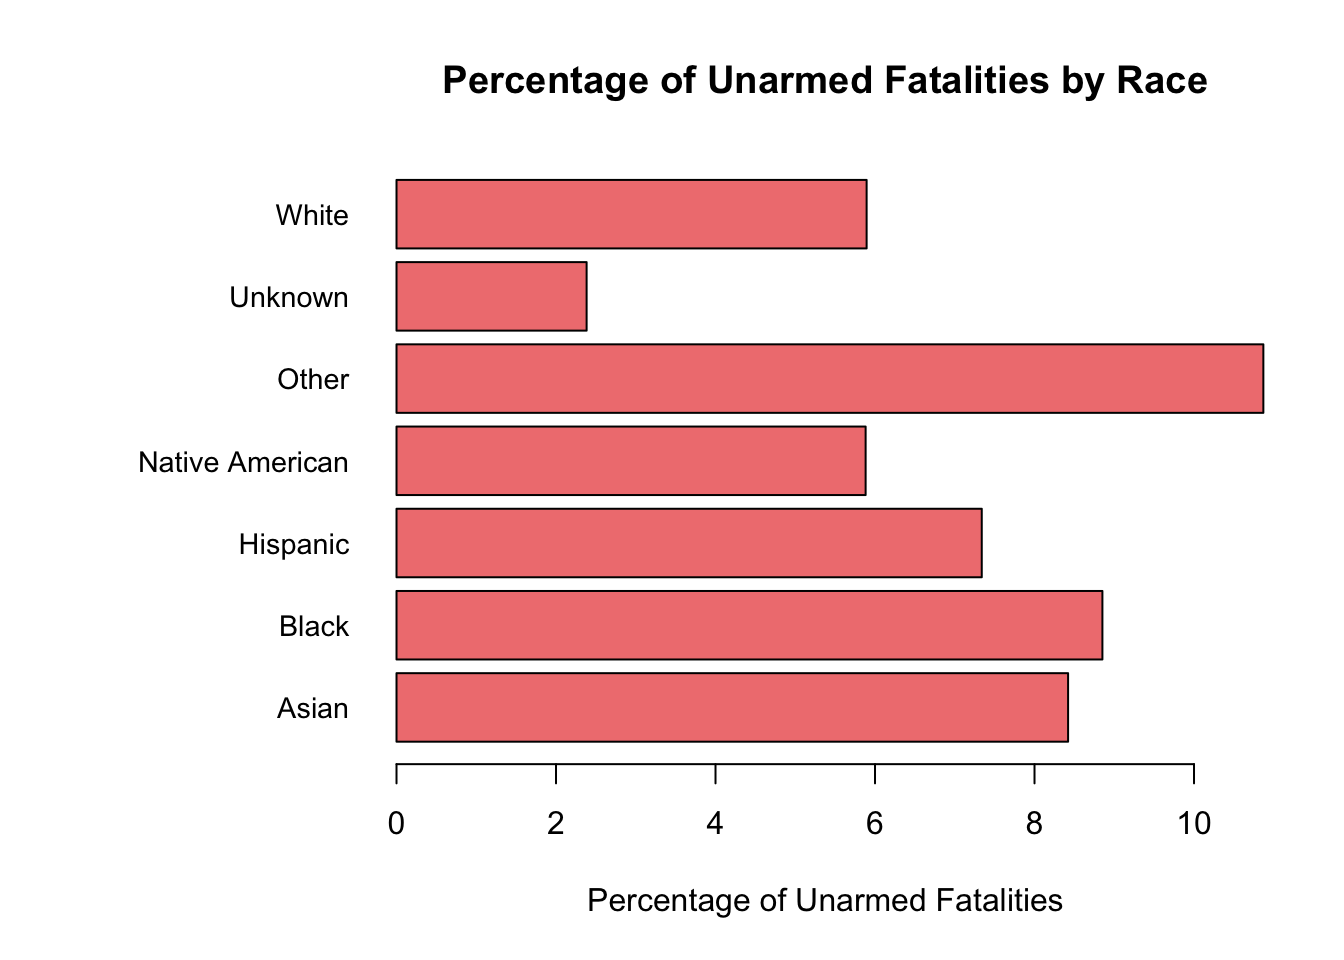 Percentage of Unarmed Fatalities by Race
White
Unknown
Other
Native American
Hispanic
Black
Asian
0 2 4 6 8 10
Percentage of Unarmed Fatalities